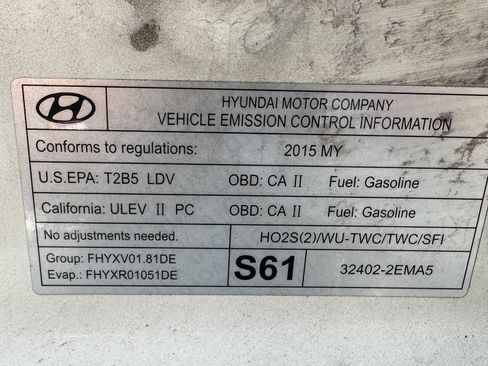 HYUNDAI MOTOR COMPANY
VEHICLE EMISSION CONTROL INFORMATION
Conforms to regulations: 2015 MY
U.S.EPA: T2B5 LDV OBD: CA II Fuel: Gasoline
California: ULEV II PC OBD: CA II Fuel: Gasoline
No adjustments needed. HO2S(2)/WU-TWC/TWC/SFI
Group: FHYXV01.81DE
Evap.: FHYXR01051DE
S61
32402-2EMA5